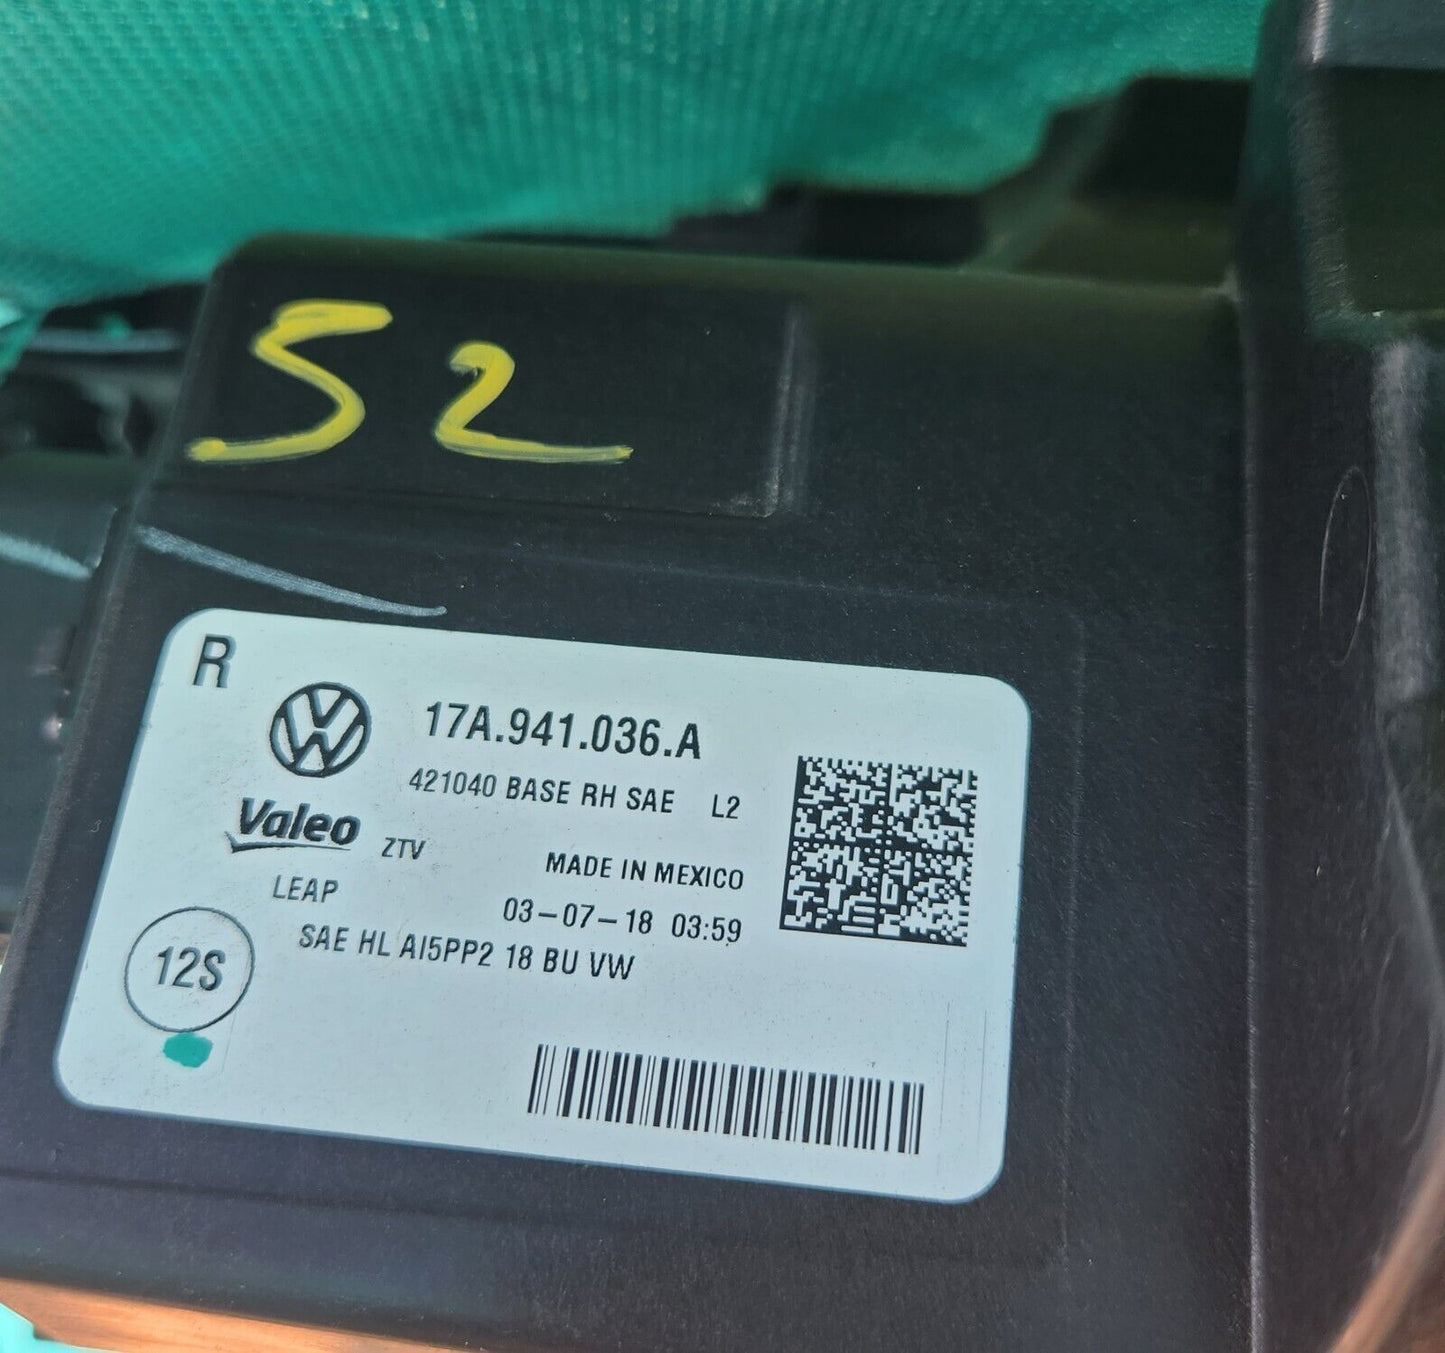 52
R
17A.941.036.A
421040 BASE RH SAE L2
Valeo ZTV
MADE IN MEXICO
LEAP
03-07-18 03:59
SAE HL AI5PP2 18 BU VW
12S